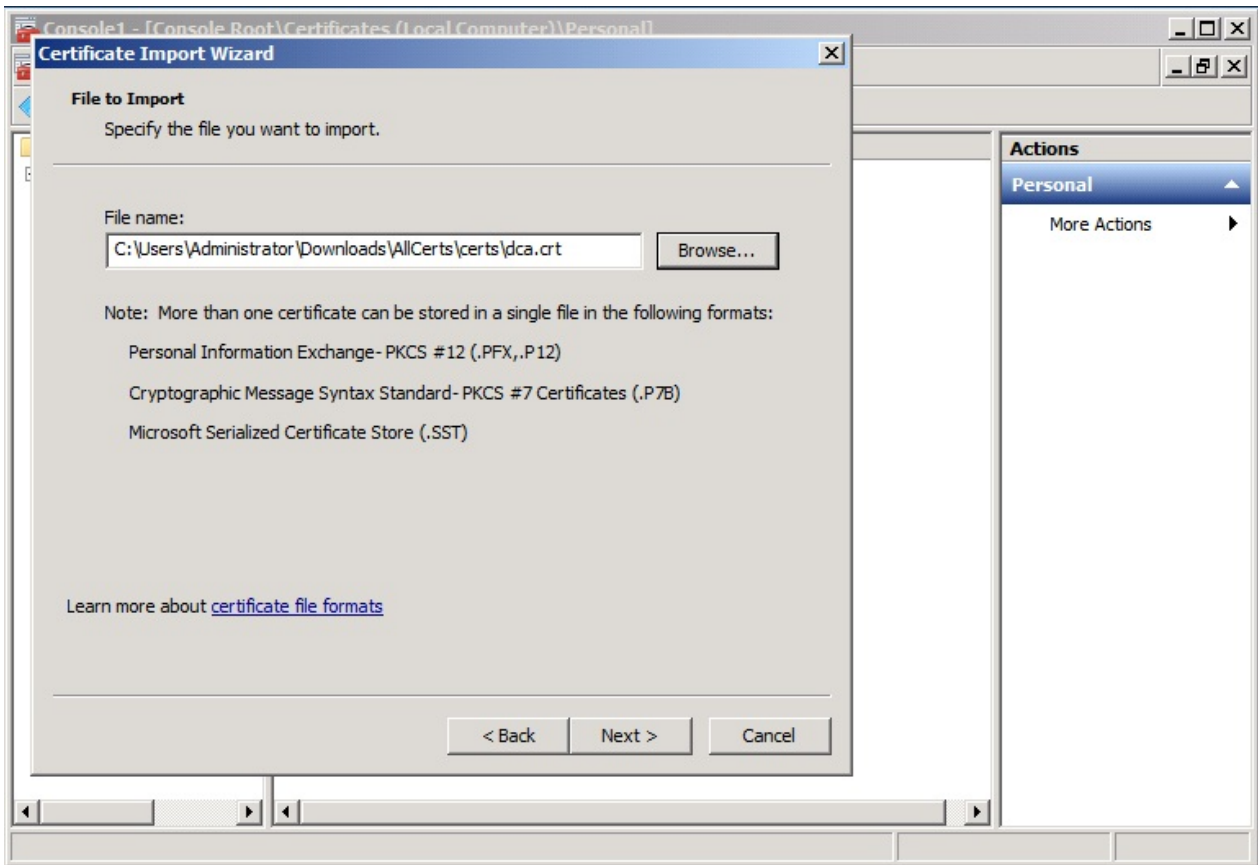 Console1 - [Console Root\Certificates (Local Computer)\Personal]
Certificate Import Wizard
File to Import
Specify the file you want to import.
Actions
Personal
More Actions
File name:
C:\Users\Administrator\Downloads\AllCerts\certs\dca.crt
Browse...
Note: More than one certificate can be stored in a single file in the following formats:
Personal Information Exchange- PKCS #12 (.PFX,.P12)
Cryptographic Message Syntax Standard- PKCS #7 Certificates (.P7B)
Microsoft Serialized Certificate Store (.SST)
Learn more about certificate file formats
< Back
Next >
Cancel